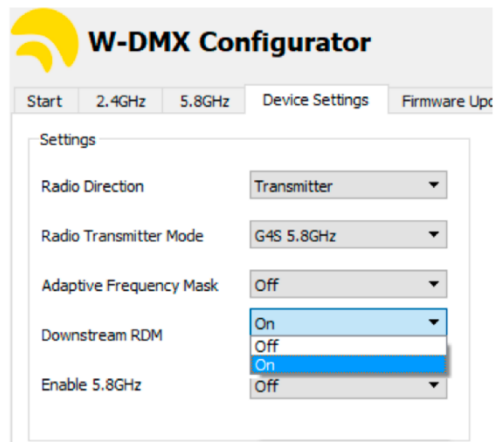 W-DMX Configurator
Start 2.4GHz 5.8GHz Device Settings Firmware Upd
Settings
Radio Direction Transmitter
Radio Transmitter Mode G4S 5.8GHz
Adaptive Frequency Mask Off
Downstream RDM On
Off
On
Enable 5.8GHz Off